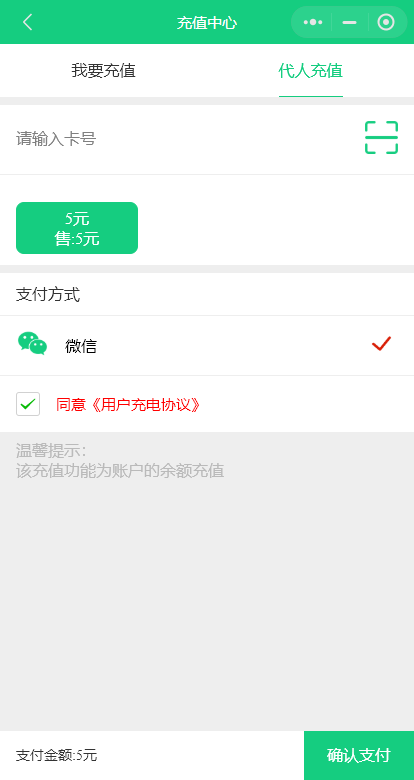 充值中心
我要充值
代人充值
请输入卡号
5元
售:5元
支付方式
微信
同意《用户充电协议》
温馨提示:
该充值功能为账户的余额充值
支付金额:5元
确认支付